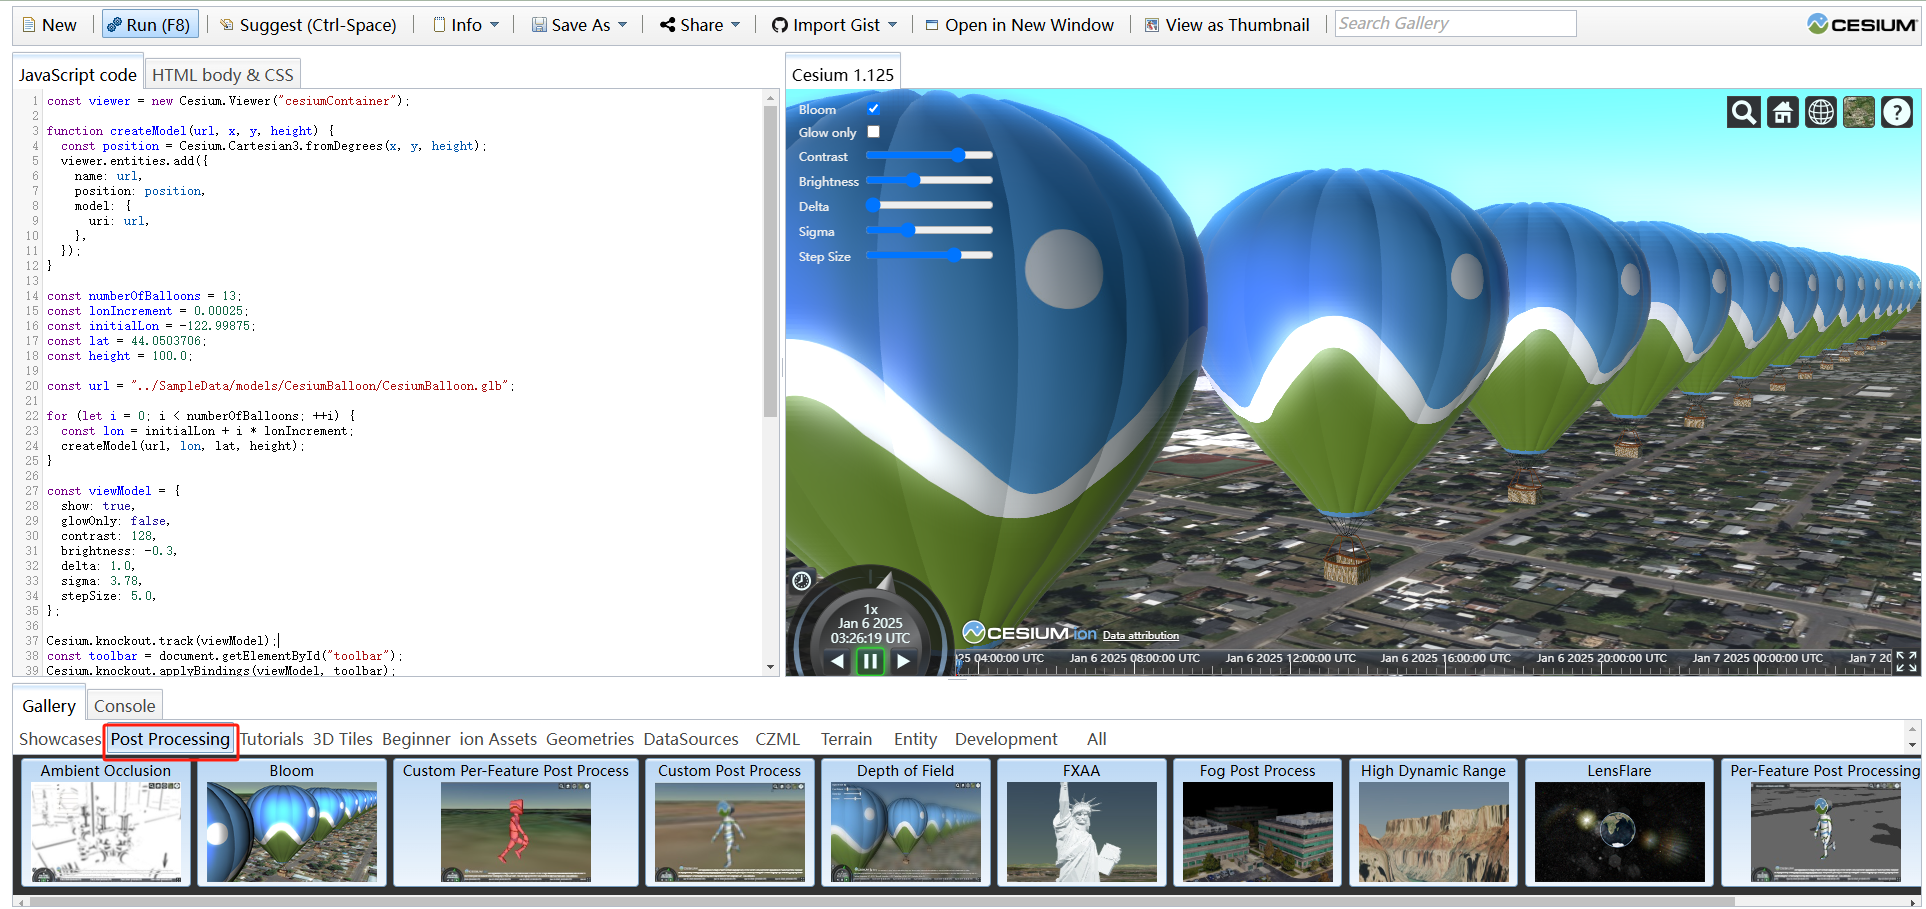 New
Run (F8)
Suggest (Ctrl-Space)
Info
Save As
Share
Import Gist
Open in New Window
View as Thumbnail
Search Gallery
CESIUM
JavaScript code
HTML body & CSS
1 const viewer = new Cesium.Viewer("cesiumContainer");
2
3 function createModel(url, x, y, height) {
4 const position = Cesium.Cartesian3.fromDegrees(x, y, height);
5 viewer.entities.add({
6 name: url,
7 position: position,
8 model: {
9 uri: url,
10 },
11 });
12 }
13
14 const numberOfBalloons = 13;
15 const lonIncrement = 0.00025;
16 const initialLon = -122.99875;
17 const lat = 44.0503706;
18 const height = 100.0;
19
20 const url = "../SampleData/models/CesiumBalloon/CesiumBalloon.glb";
21
22 for (let i = 0; i < numberOfBalloons; ++i) {
23 const lon = initialLon + i * lonIncrement;
24 createModel(url, lon, lat, height);
25 }
26
27 const viewModel = {
28 show: true,
29 glowOnly: false,
30 contrast: 128,
31 brightness: -0.3,
32 delta: 1.0,
33 sigma: 3.78,
34 stepSize: 5.0,
35 };
36
37 Cesium.knockout.track(viewModel);
38 const toolbar = document.getElementById("toolbar");
39 Cesium.knockout.applyBindings(viewModel, toolbar);
Cesium 1.125
Bloom
Glow only
Contrast
Brightness
Delta
Sigma
Step Size
?
1x
Jan 6 2025
03:26:19 UTC
CESIUM ion Data attribution
25 04:00:00 UTC
Jan 6 2025 08:00:00 UTC
Jan 6 2025 12:00:00 UTC
Jan 6 2025 16:00:00 UTC
Jan 6 2025 20:00:00 UTC
Jan 7 2025 00:00:00 UTC
Jan 7 20
Gallery
Console
Showcases
Post Processing
Tutorials
3D Tiles
Beginner
ion Assets
Geometries
DataSources
CZML
Terrain
Entity
Development
All
Ambient Occlusion
Bloom
Custom Per-Feature Post Process
Custom Post Process
Depth of Field
FXAA
Fog Post Process
High Dynamic Range
LensFlare
Per-Feature Post Processing